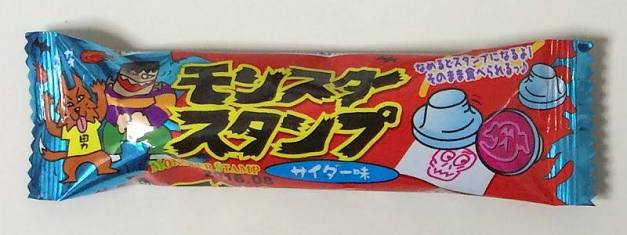 モンスター
スタンプ
なめるとスタンプになるよ!
そのまま食べられるっ♪
MONSTER STAMP
サイダー味
男